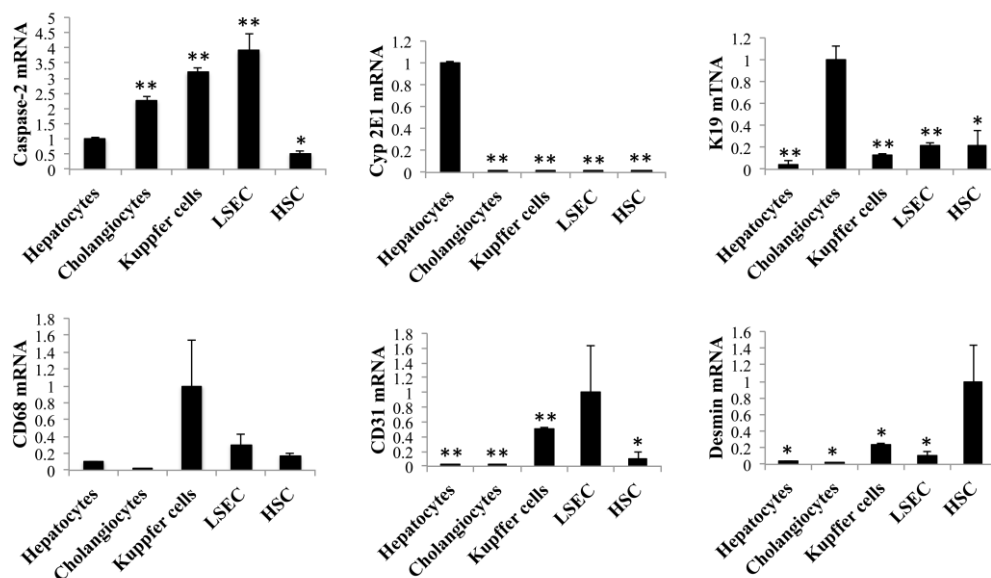 Caspase-2 mRNA
5
4.5
4
3.5
3
2.5
2
1.5
1
0.5
0
**
**
**
*
Hepatocytes
Cholangiocytes
Kuppfer cells
LSEC
HSC
Cyp 2E1 mRNA
1.2
1
0.8
0.6
0.4
0.2
0
** ** ** **
Hepatocytes
Cholangiocytes
Kupffer cells
LSEC
HSC
K19 mTNA
1.2
1
0.8
0.6
0.4
0.2
0
**
**
**
*
Hepatocytes
Cholangiocytes
Kupffer cells
LSEC
HSC
CD68 mRNA
1.8
1.6
1.4
1.2
1
0.8
0.6
0.4
0.2
0
Hepatocytes
Cholangiocytes
Kuppfer cells
LSEC
HSC
CD31 mRNA
1.8
1.6
1.4
1.2
1
0.8
0.6
0.4
0.2
0
** **
**
*
Hepatocytes
Cholangiocytes
Kupffer cells
LSEC
HSC
Desmin mRNA
1.6
1.4
1.2
1
0.8
0.6
0.4
0.2
0
*
*
*
*
Hepatocytes
Cholangiocytes
Kupffer cells
LSEC
HSC